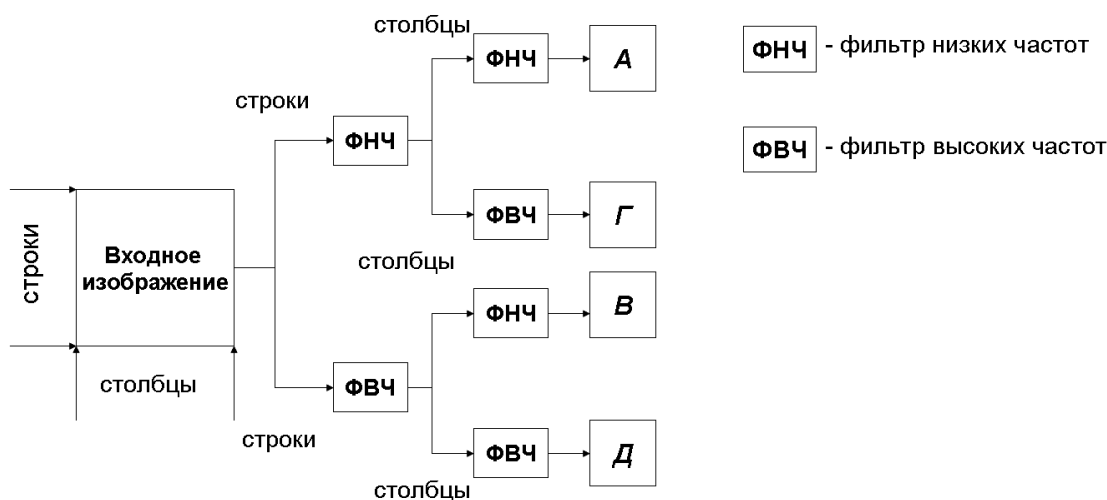 столбцы
ФНЧ
А
ФНЧ
- фильтр низких частот
строки
ФНЧ
ФВЧ
- фильтр высоких частот
ФВЧ
Г
строки
Входное
изображение
столбцы
ФНЧ
В
столбцы
ФВЧ
строки
ФВЧ
Д
столбцы